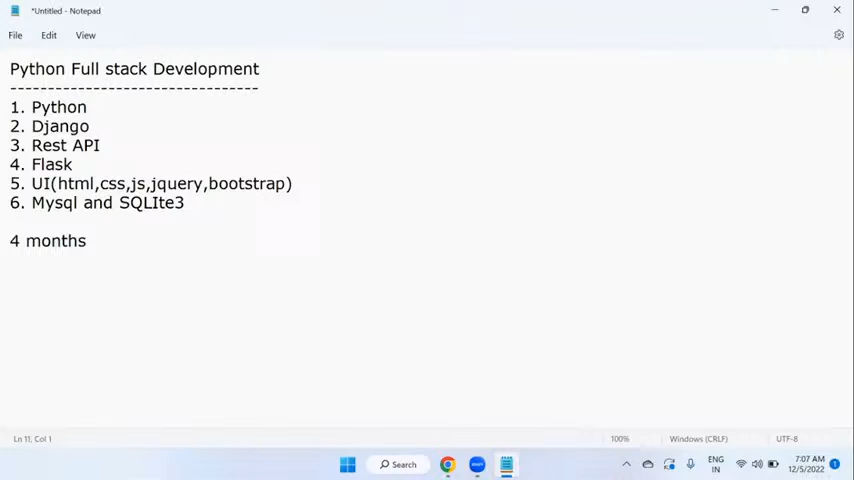 *Untitled - Notepad
File Edit View
Python Full stack Development
---------------------------------
1. Python
2. Django
3. Rest API
4. Flask
5. UI(html,css,js,jquery,bootstrap)
6. Mysql and SQLIte3
4 months
Ln 11, Col 1 100% Windows (CRLF) UTF-8
Search zoom ENG 7:07 AM
IN 12/5/2022 1